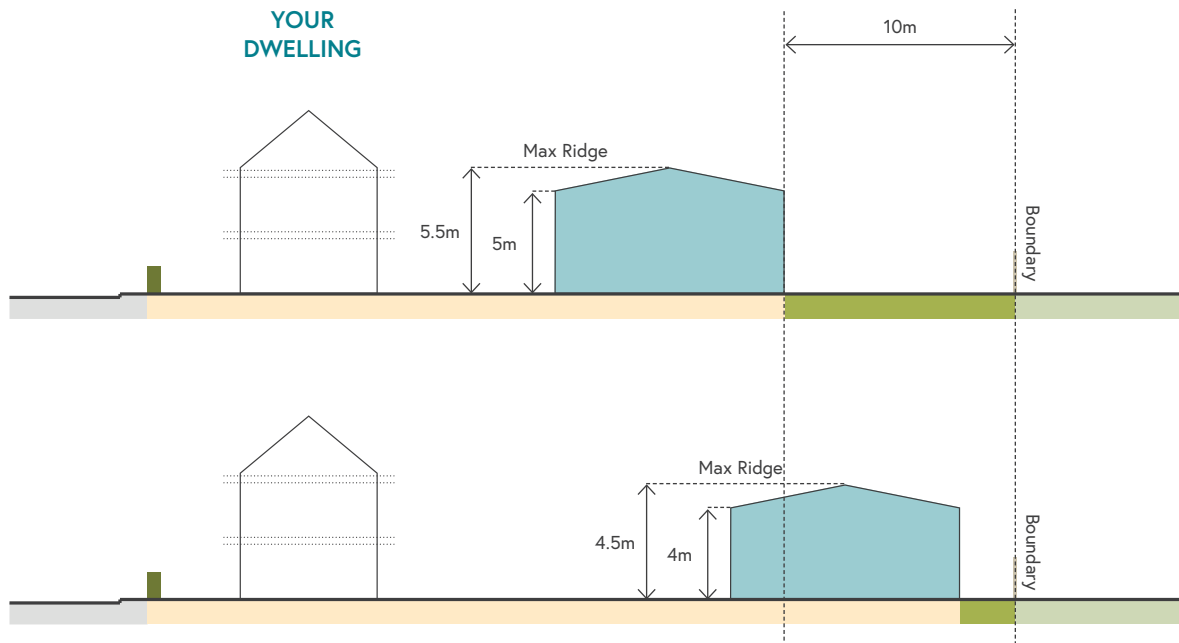 YOUR
DWELLING
10m
Max Ridge
5.5m
5m
Boundary
Max Ridge
4.5m
4m
Boundary